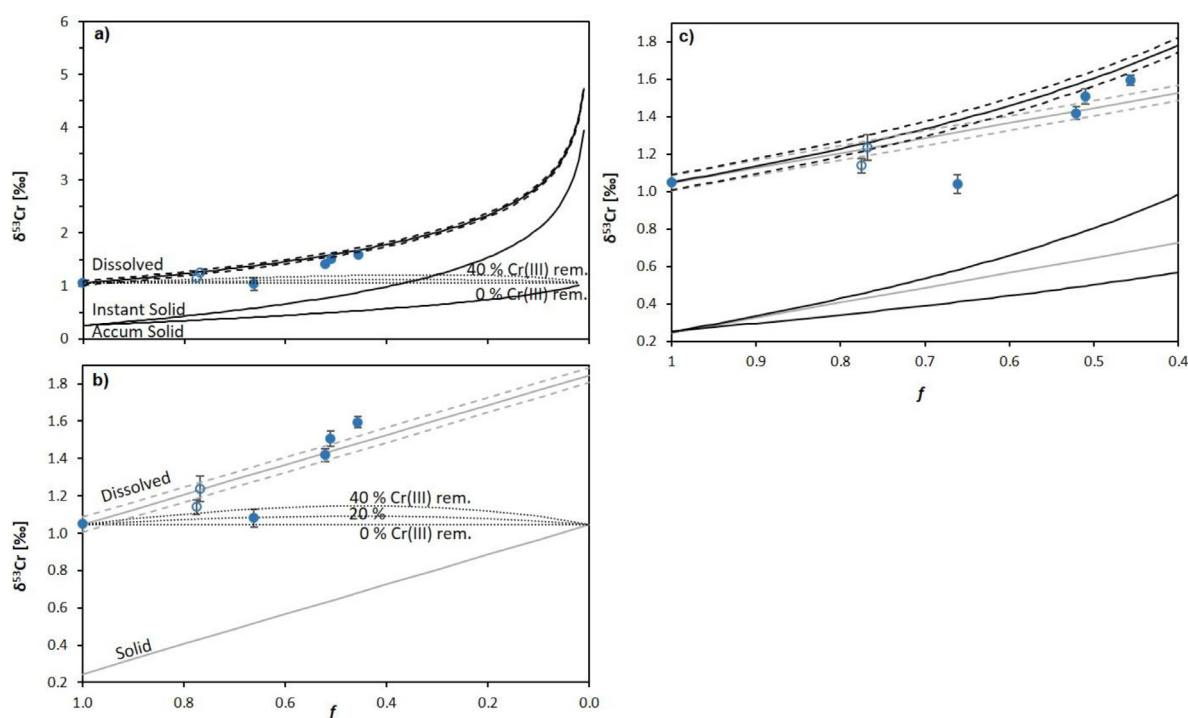 a)
6
5
4
3
2
1
0
δ⁵³Cr [‰]
Dissolved
40 % Cr(III) rem.
Instant Solid
0 % Cr(III) rem.
Accum Solid
b)
1.8
1.6
1.4
1.2
1.0
0.8
0.6
0.4
0.2
δ⁵³Cr [‰]
Dissolved
40 % Cr(III) rem.
20 %
0 % Cr(III) rem.
Solid
1.0 0.8 0.6 0.4 0.2 0.0
f
c)
1.8
1.6
1.4
1.2
1.0
0.8
0.6
0.4
0.2
δ⁵³Cr [‰]
1 0.9 0.8 0.7 0.6 0.5 0.4
f